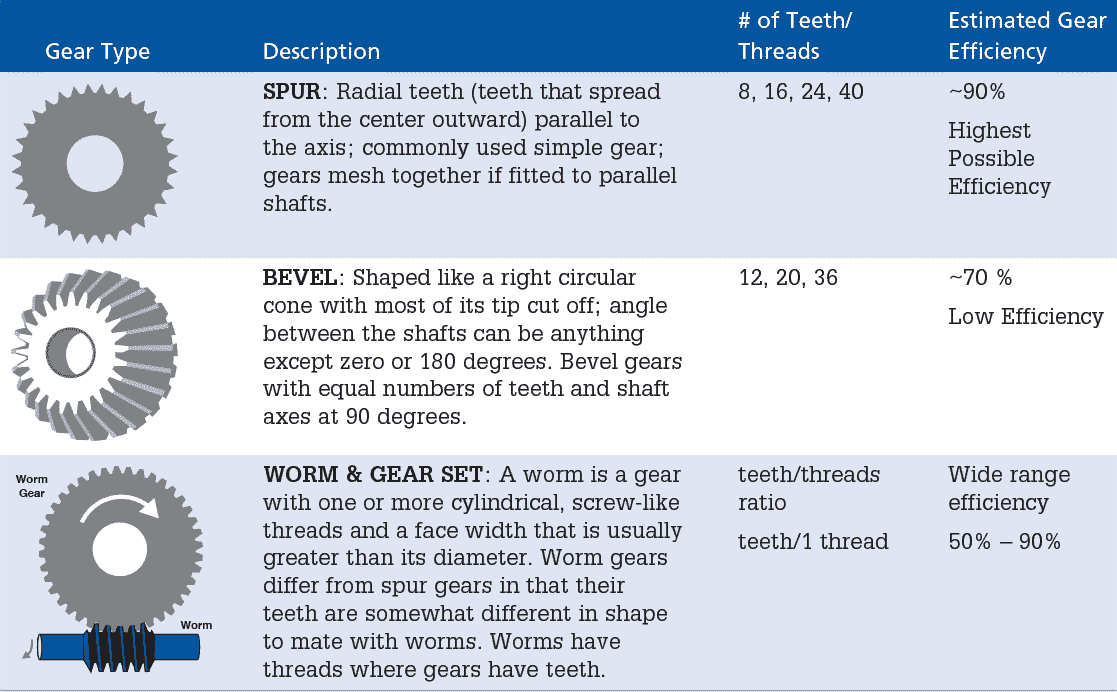 Gear Type
Description
# of Teeth/
Threads
Estimated Gear
Efficiency
SPUR: Radial teeth (teeth that spread
from the center outward) parallel to
the axis; commonly used simple gear;
gears mesh together if fitted to parallel
shafts.
8, 16, 24, 40
~90%
Highest
Possible
Efficiency
BEVEL: Shaped like a right circular
cone with most of its tip cut off; angle
between the shafts can be anything
except zero or 180 degrees. Bevel gears
with equal numbers of teeth and shaft
axes at 90 degrees.
12, 20, 36
~70 %
Low Efficiency
Worm
Gear
Worm
WORM & GEAR SET: A worm is a gear
with one or more cylindrical, screw-like
threads and a face width that is usually
greater than its diameter. Worm gears
differ from spur gears in that their
teeth are somewhat different in shape
to mate with worms. Worms have
threads where gears have teeth.
teeth/threads
ratio
teeth/1 thread
Wide range
efficiency
50% – 90%